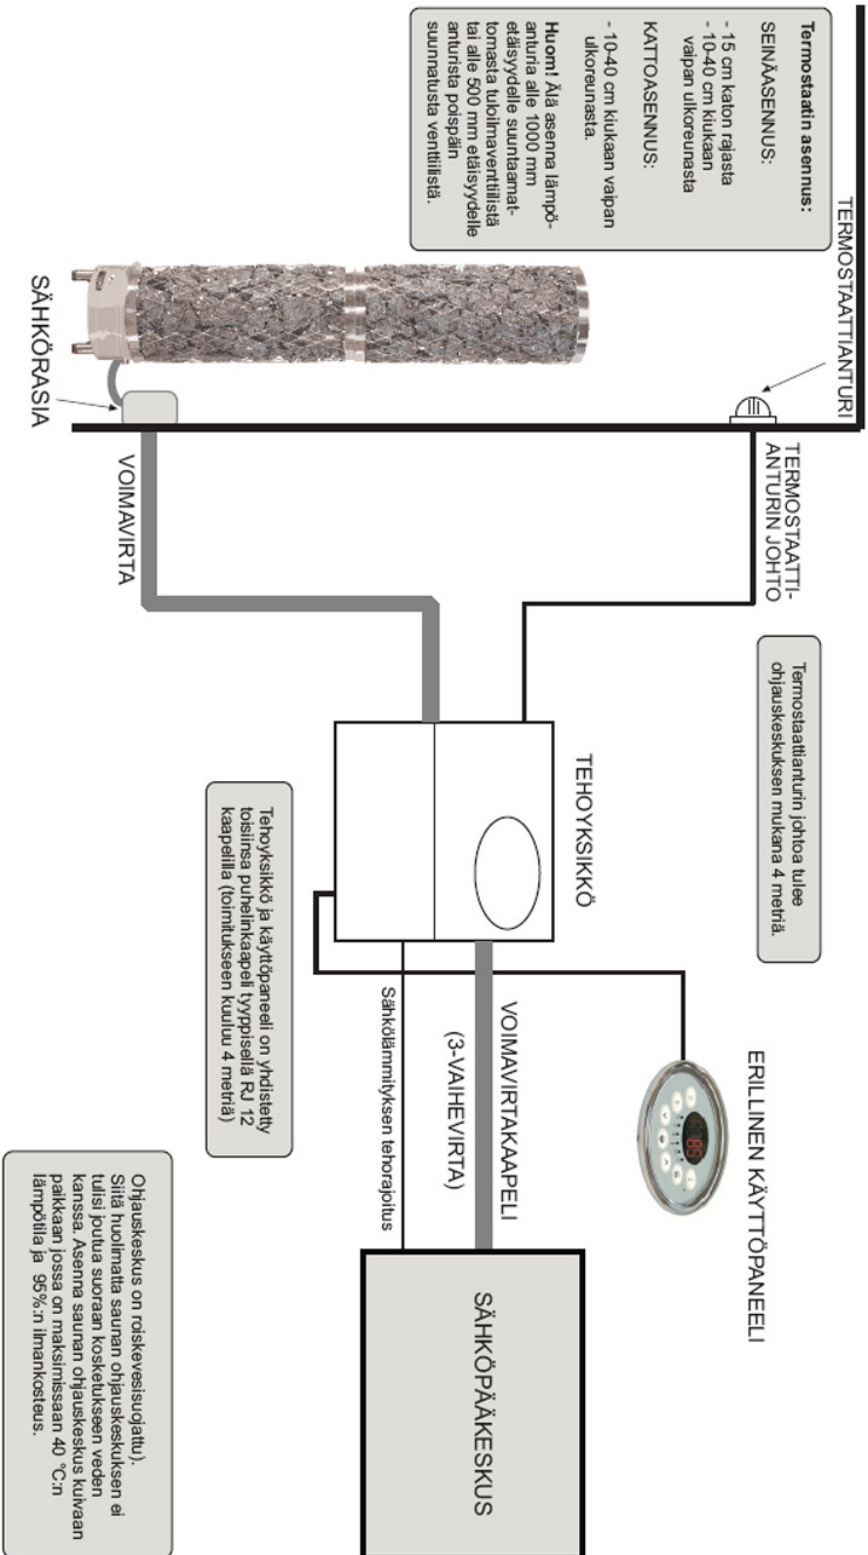 Termostaatin asennus:
SEINÄASENNUS:
- 15 cm katon rajasta
- 10-40 cm kiukaan
vaipan ulkoreunasta
KATTOASENNUS:
- 10-40 cm kiukaan vaipan
ulkoreunasta.
Huom! Älä asenna lämpö-
anturia alle 1000 mm
etäisyydelle suuntaamat-
tomasta tuloilmaventtiilistä
tai alle 500 mm etäisyydelle
anturista poispäin
suunnatusta venttiilistä.
TERMOSTAATTIANTURI
SÄHKÖRASIA
TERMOSTAATTI-
ANTURIN JOHTO
VOIMAVIRTA
Termostaattianturin johtoa tulee
ohjauskeskuksen mukana 4 metriä.
TEHOYKSIKKÖ
Tehoyksikkö ja käyttöpaneeli on yhdistetty
toisiinsa puhelinkaapeli tyyppisellä RJ 12
kaapelilla (toimitukseen kuuluu 4 metriä)
ERILLINEN KÄYTTÖPANEELI
85
VOIMAVIRTAKAAPELI
(3-VAIHEVIRTA)
Sähkölämmityksen tehorajoitus
SÄHKÖPÄÄKESKUS
Ohjauskeskus on roiskevesisuojattu).
Siitä huolimatta saunan ohjauskeskuksen ei
tulisi joutua suoraan kosketukseen veden
kanssa. Asenna saunan ohjauskeskus kuivaan
paikkaan jossa on maksimissaan 40 °C:n
lämpötila ja 95%:n ilmankosteus.